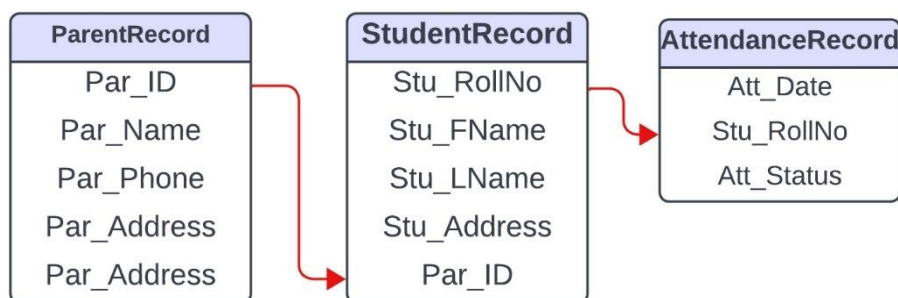 ParentRecord
Par_ID
Par_Name
Par_Phone
Par_Address
Par_Address
StudentRecord
Stu_RollNo
Stu_FName
Stu_LName
Stu_Address
Par_ID
AttendanceRecord
Att_Date
Stu_RollNo
Att_Status